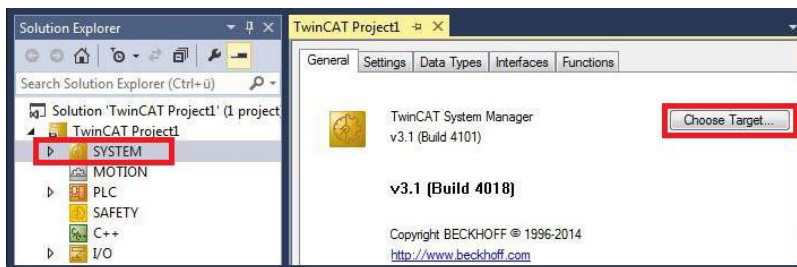 Solution Explorer
Search Solution Explorer (Ctrl+ü)
Solution 'TwinCAT Project1' (1 project
TwinCAT Project1
SYSTEM
MOTION
PLC
SAFETY
C++
I/O
TwinCAT Project1
General Settings Data Types Interfaces Functions
TwinCAT System Manager
v3.1 (Build 4101)
Choose Target...
v3.1 (Build 4018)
Copyright BECKHOFF © 1996-2014
http://www.beckhoff.com